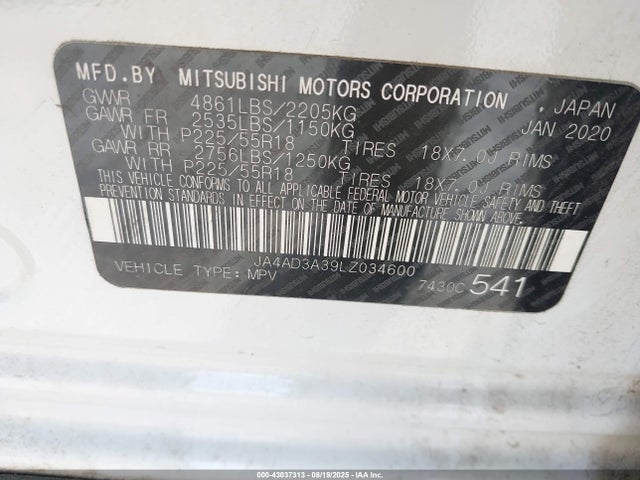 MFD.BY MITSUBISHI MOTORS CORPORATION , JAPAN
GVWR 4861LBS/2205KG JAN 2020
GAWR FR 2535LBS/1150KG
WITH P225/55R18 TIRES 18X7.0J RIMS
GAWR RR 2756LBS/1250KG
WITH P225/55R18 TIRES 18X7.0J RIMS
THIS VEHICLE CONFORMS TO ALL APPLICABLE FEDERAL MOTOR VEHICLE SAFETY AND THEFT
PREVENTION STANDARDS IN EFFECT ON THE DATE OF MANUFACTURE SHOWN ABOVE.
JA4AD3A39LZ034600
VEHICLE TYPE: MPV 7430C 541
000-43037313 - 08/19/2025 - IAA Inc.